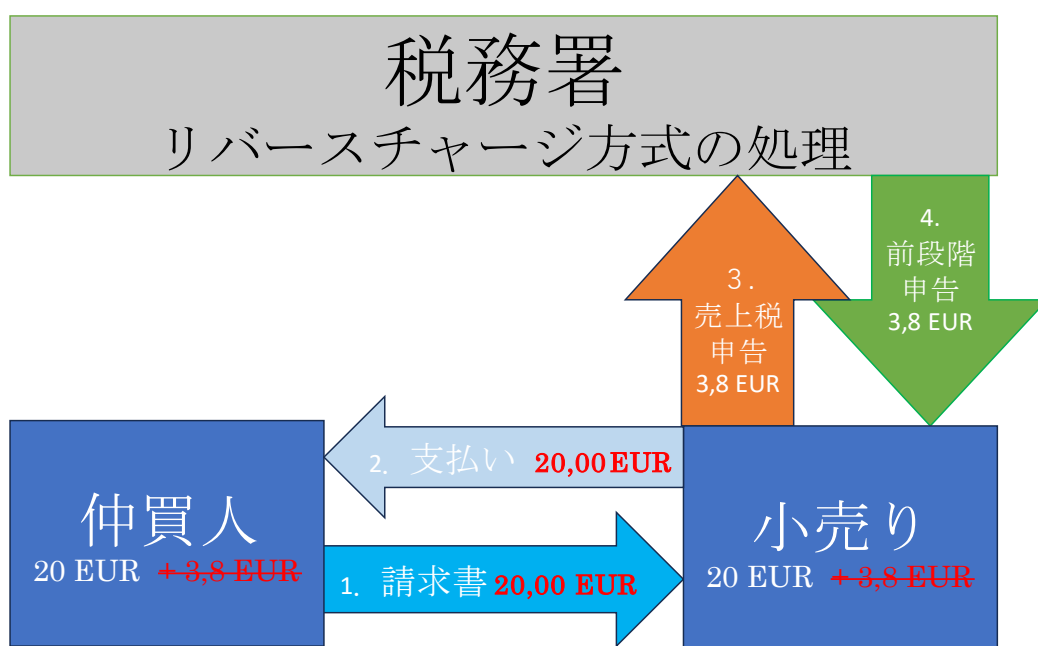 税務署
リバースチャージ方式の処理
4.
前段階
申告
3,8 EUR
３.
売上税
申告
3,8 EUR
2. 支払い 20,00 EUR
仲買人
20 EUR + 3,8 EUR
小売り
20 EUR + 3,8 EUR
1. 請求書 20,00 EUR